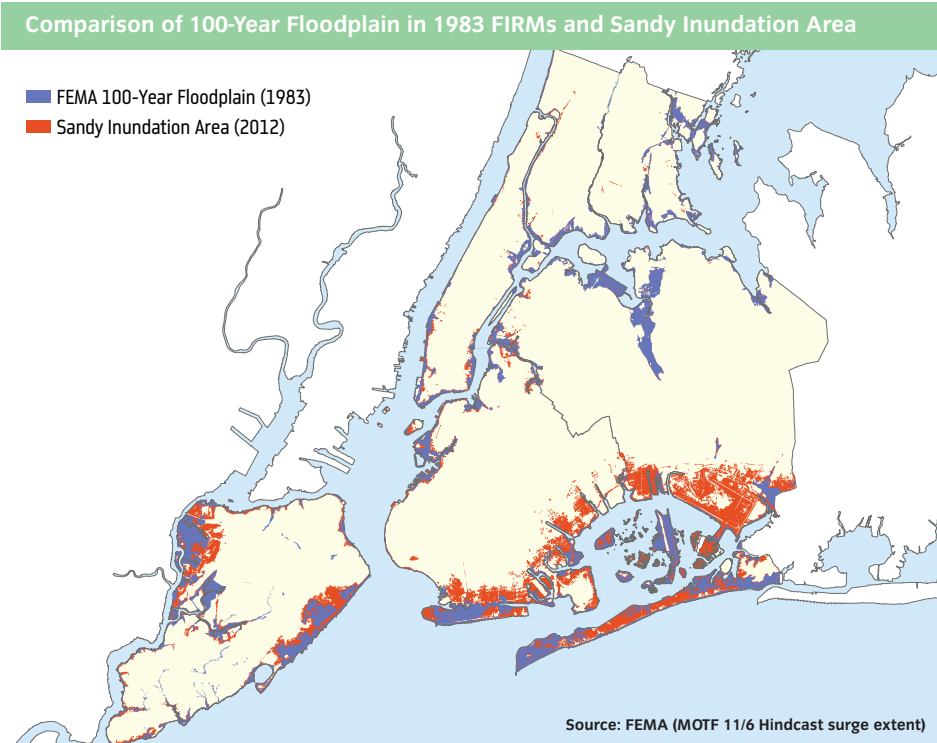 Comparison of 100-Year Floodplain in 1983 FIRMs and Sandy Inundation Area
FEMA 100-Year Floodplain (1983)
Sandy Inundation Area (2012)
Source: FEMA (MOTF 11/6 Hindcast surge extent)